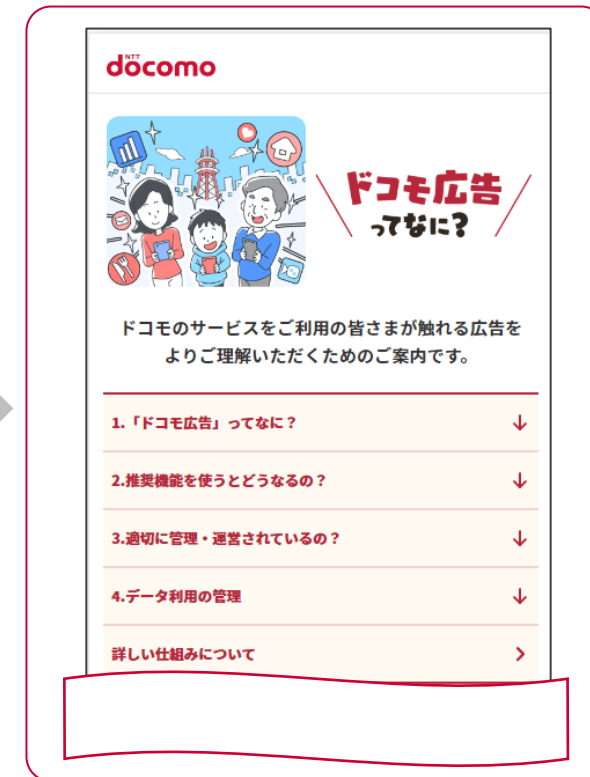 NTT
döcomo
ドコモ広告
ってなに?
ドコモのサービスをご利用の皆さまが触れる広告を
よりご理解いただくためのご案内です。
1.「ドコモ広告」ってなに？
2.推奨機能を使うとどうなるの？
3.適切に管理・運営されているの？
4.データ利用の管理
詳しい仕組みについて